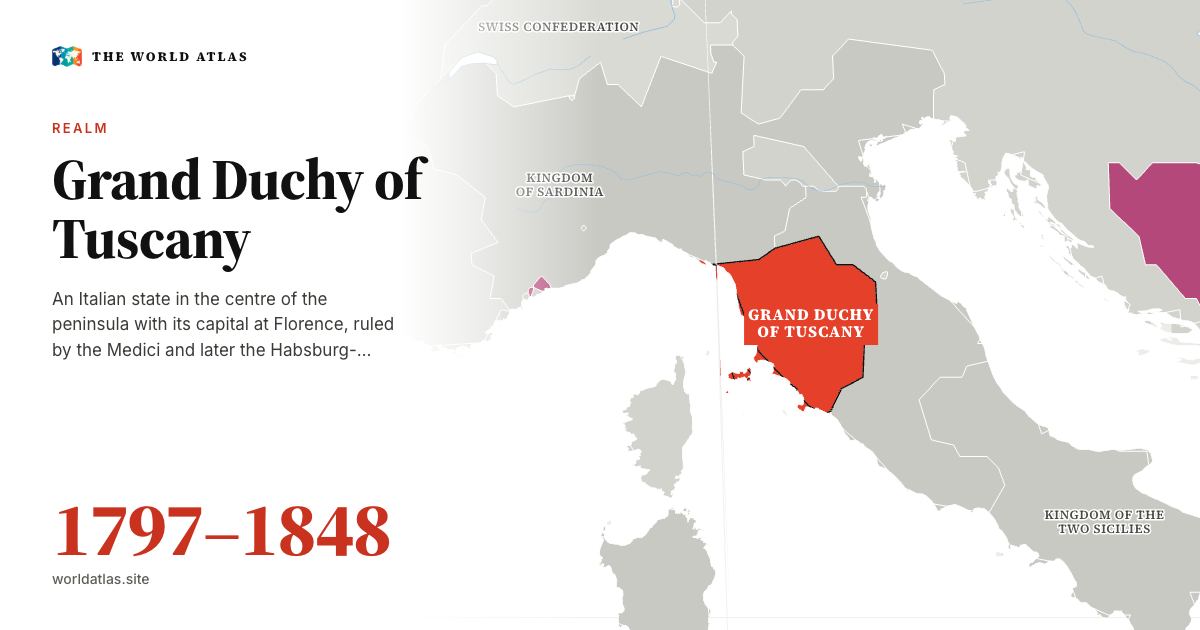 THE WORLD ATLAS
REALM
Grand Duchy of
Tuscany
An Italian state in the centre of the
peninsula with its capital at Florence, ruled
by the Medici and later the Habsburg-...
1797–1848
worldatlas.site
SWISS CONFEDERATION
KINGDOM
OF SARDINIA
GRAND DUCHY
OF TUSCANY
KINGDOM OF THE
TWO SICILIES